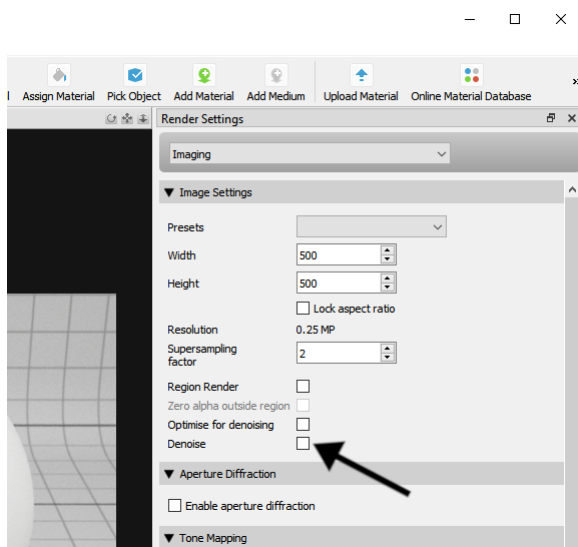 Assign Material Pick Object Add Material Add Medium Upload Material Online Material Database
Render Settings
Imaging
Image Settings
Presets
Width 500
Height 500
Lock aspect ratio
Resolution 0.25 MP
Supersampling
factor 2
Region Render
Zero alpha outside region
Optimise for denoising
Denoise
Aperture Diffraction
Enable aperture diffraction
Tone Mapping